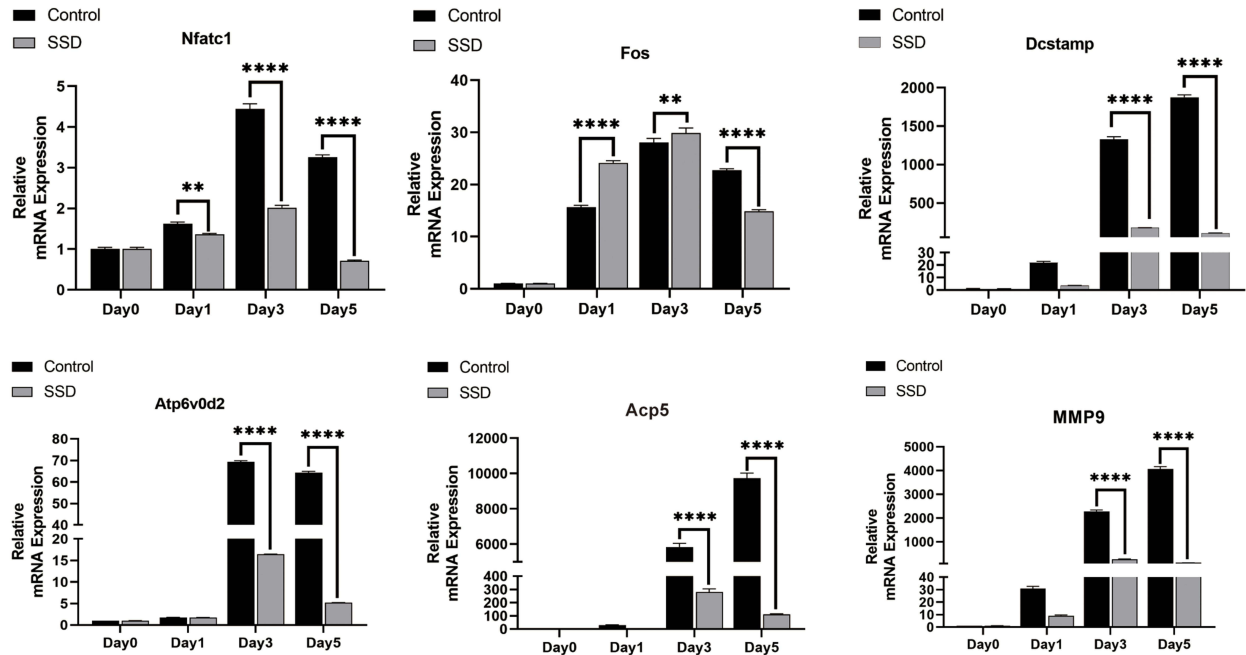 Control
SSD
Nfatc1
Relative
mRNA Expression
5
4
3
2
1
0
**
****
****
Day0 Day1 Day3 Day5
Control
SSD
Fos
Relative
mRNA Expression
40
30
20
10
0
****
**
****
Day0 Day1 Day3 Day5
Control
SSD
Dcstamp
Relative
mRNA Expression
2000
1500
1000
500
30
20
10
0
****
****
Day0 Day1 Day3 Day5
Control
SSD
Atp6v0d2
Relative
mRNA Expression
80
70
60
50
40
20
15
10
5
0
****
****
Day0 Day1 Day3 Day5
Control
SSD
Acp5
Relative
mRNA Expression
12000
10000
8000
6000
400
300
200
100
0
****
****
Day0 Day1 Day3 Day5
Control
SSD
MMP9
Relative
mRNA Expression
5000
4000
3000
2000
1000
40
30
20
10
0
****
****
Day0 Day1 Day3 Day5